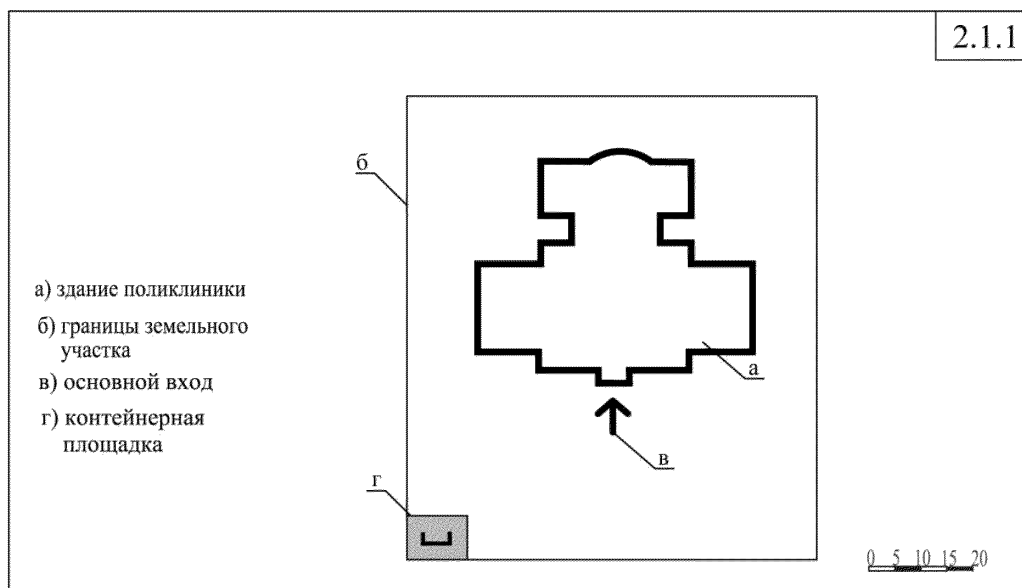 2.1.1
б
а) здание поликлиники
б) границы земельного
участка
в) основной вход
г) контейнерная
площадка
а
в
г
0 5 10 15 20